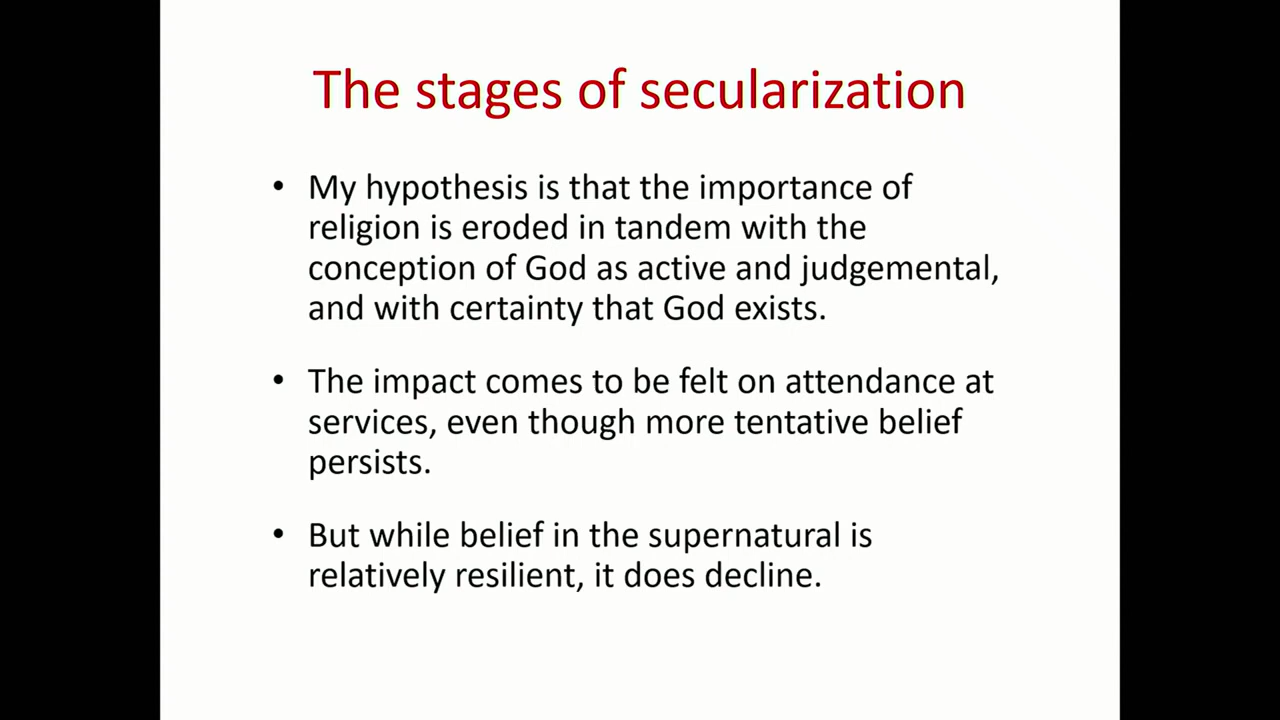 The stages of secularization
• My hypothesis is that the importance of
religion is eroded in tandem with the
conception of God as active and judgemental,
and with certainty that God exists.
• The impact comes to be felt on attendance at
services, even though more tentative belief
persists.
• But while belief in the supernatural is
relatively resilient, it does decline.